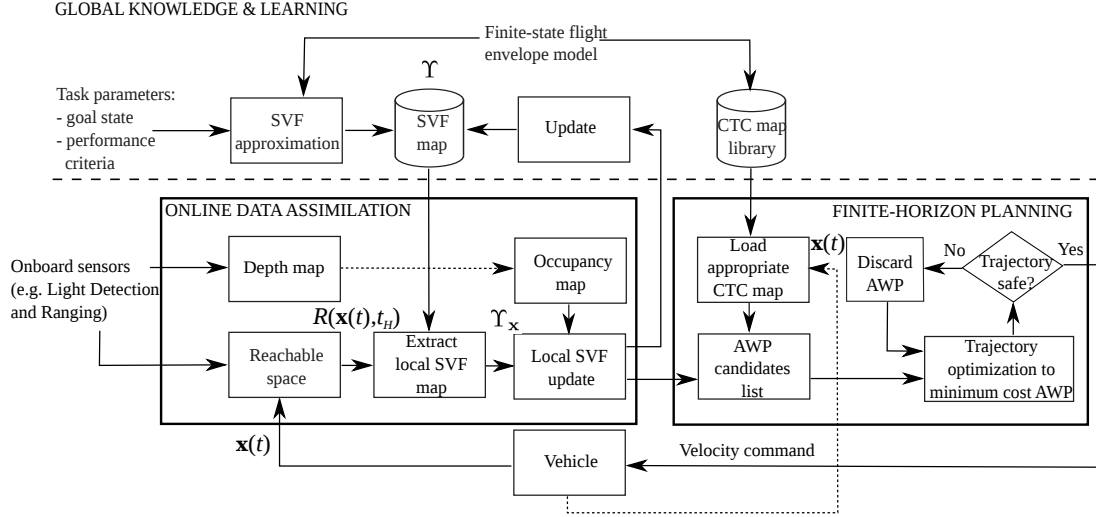 GLOBAL KNOWLEDGE & LEARNING
Finite-state flight
envelope model
Υ
Task parameters:
- goal state
- performance
criteria
SVF
approximation
SVF
map
Update
CTC map
library
ONLINE DATA ASSIMILATION
FINITE-HORIZON PLANNING
Onboard sensors
(e.g. Light Detection
and Ranging)
Depth map
Occupancy
map
R(x(t),t_H)
Υ_x
Reachable
space
Extract
local SVF
map
Local SVF
update
Load
appropriate
CTC map
x(t)
Discard
AWP
No
Trajectory
safe?
Yes
AWP
candidates
list
Trajectory
optimization to
minimum cost AWP
x(t)
Vehicle
Velocity command